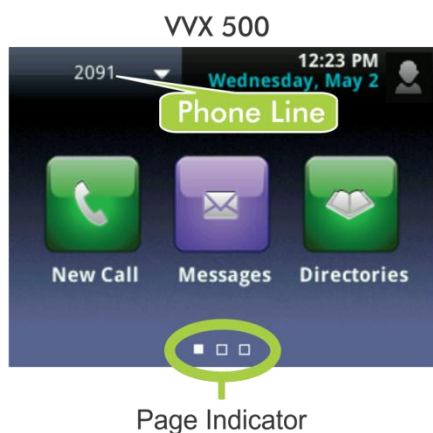 VVX 500
2091
12:23 PM
Wednesday, May 2
Phone Line
New Call
Messages
Directories
Page Indicator